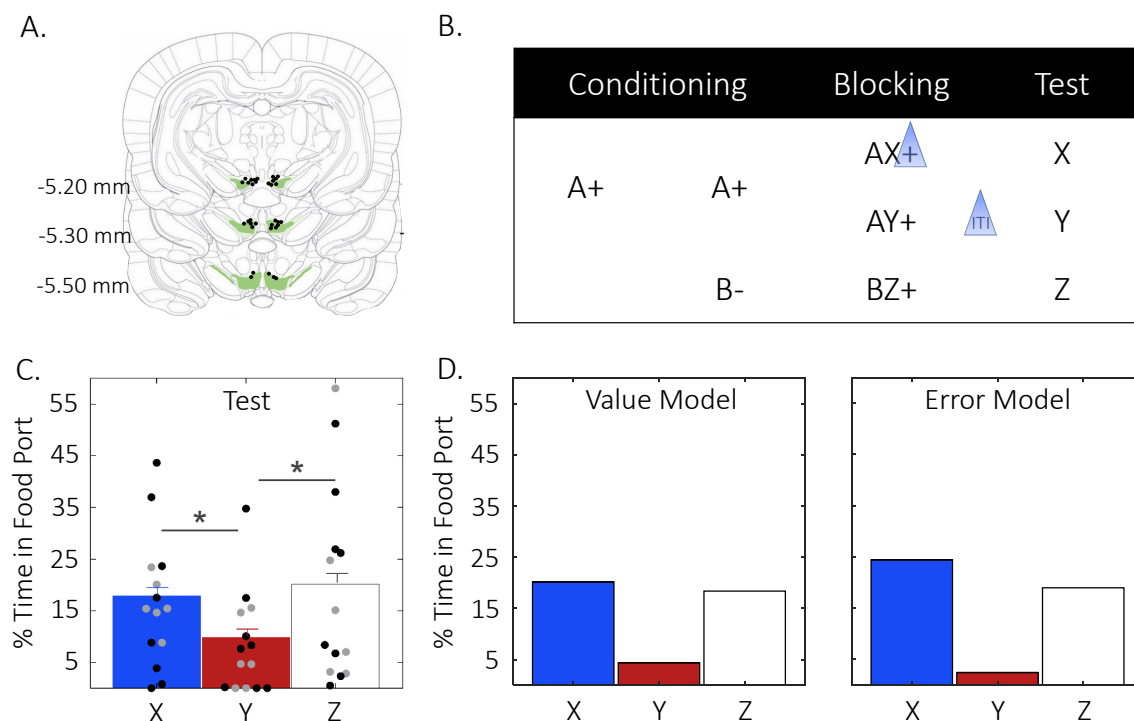 A.
-5.20 mm
-5.30 mm
-5.50 mm
B.
Conditioning Blocking Test
AX+ X
A+ A+
AY+ ITI Y
B- BZ+ Z
C.
X Y Z
Test
% Time in Food Port
55
45
35
25
15
5
*
*
X Y Z
D.
X Y Z
Value Model
% Time in Food Port
55
45
35
25
15
5
X Y Z
X Y Z
Error Model
X Y Z